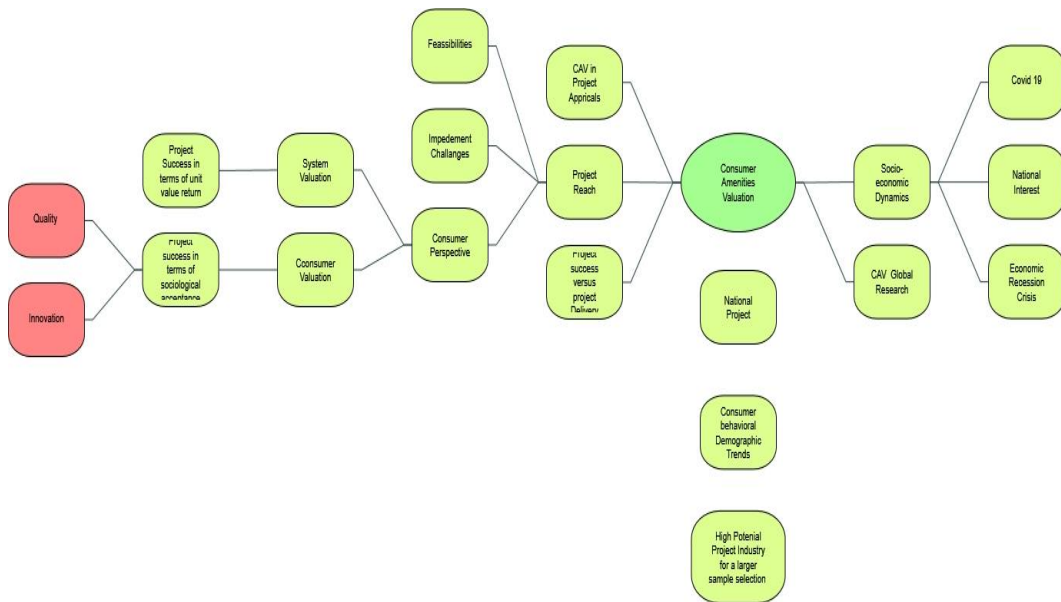 Feassibilities
CAV in
Project
Appricals
Covid 19
Impedement
Challanges
Project
Success in
terms of unit
value return
System
Valuation
Project
Reach
Consumer
Amenities
Valuation
Socio-
economic
Dynamics
National
Interest
Quality
Project
success in
terms of
sociological
acceptance
Cconsumer
Valuation
Consumer
Perspective
Project
success
versus
project
Delivery
National
Project
CAV Global
Research
Economic
Recession
Crisis
Innovation
Consumer
behavioral
Demographic
Trends
High Potenial
Project Industry
for a larger
sample selection